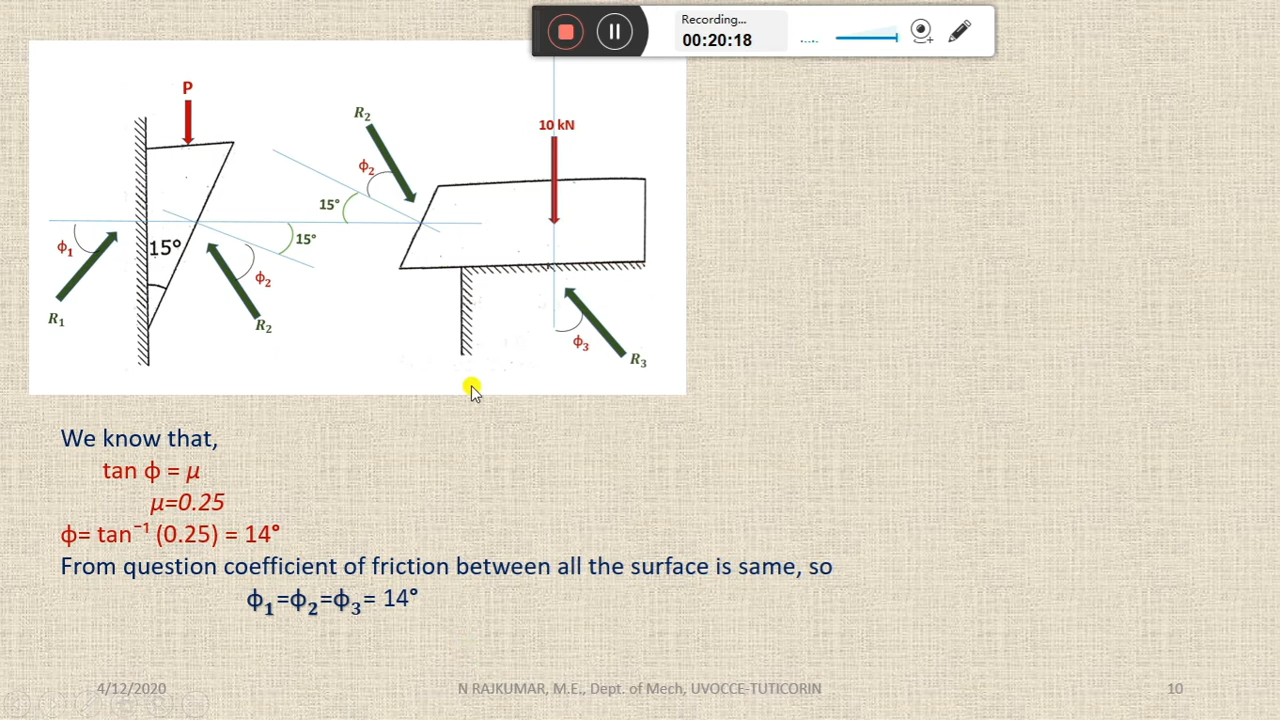 Recording...
00:20:18
P
R₂
10 kN
ϕ₂
15°
15°
ϕ₁
15°
ϕ₂
R₁
R₂
ϕ₃
R₃
We know that,
tan ϕ = μ
μ=0.25
ϕ= tan⁻¹ (0.25) = 14°
From question coefficient of friction between all the surface is same, so
ϕ₁=ϕ₂=ϕ₃= 14°
4/12/2020
N RAJKUMAR, M.E., Dept. of Mech, UVOCCE-TUTICORIN
10